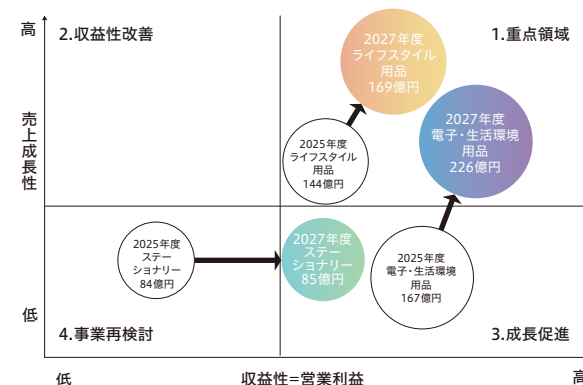 高
2.収益性改善
1.重点領域
2027年度
ライフスタイル
用品
169億円
2027年度
電子・生活環境
用品
226億円
売上成長性
2025年度
ライフスタイル
用品
144億円
2025年度
ステー
ショナリー
84億円
2027年度
ステー
ショナリー
85億円
2025年度
電子・生活環境
用品
167億円
低
4.事業再検討
3.成長促進
低
収益性=営業利益
高